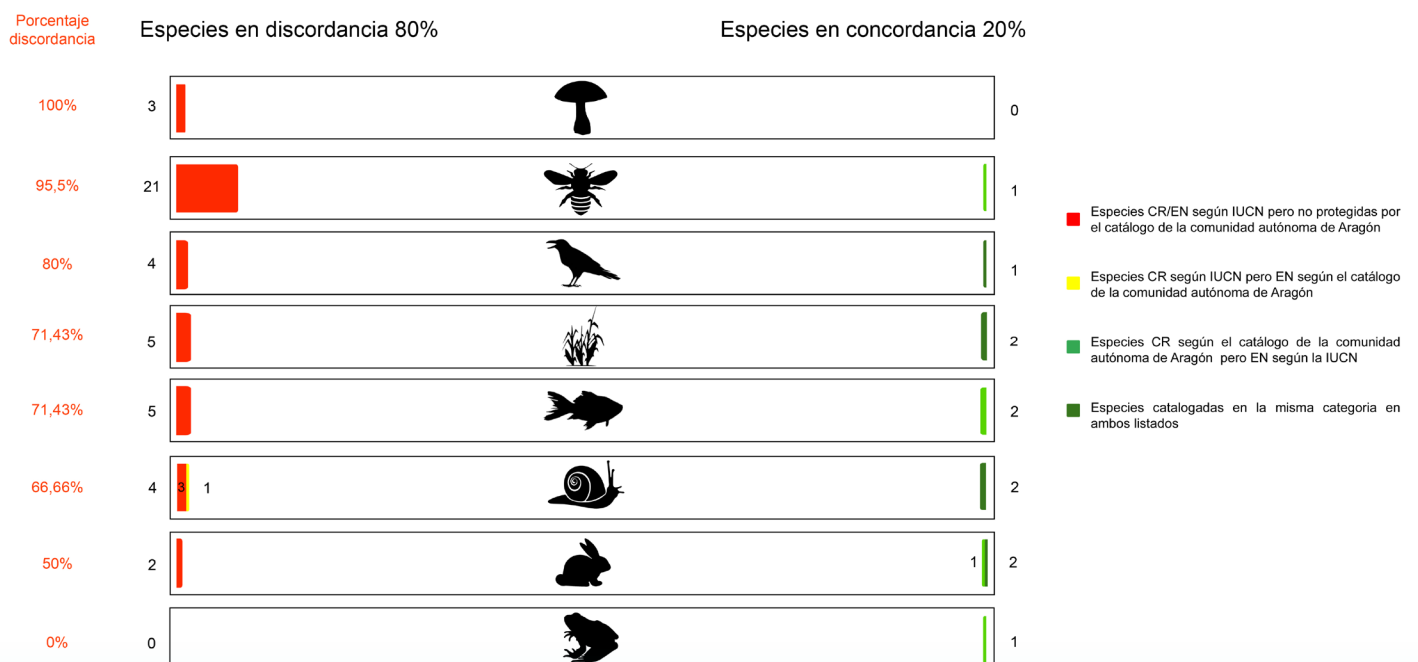 Porcentaje
discordancia
Especies en discordancia 80%
Especies en concordancia 20%
100%
3
0
95,5%
21
1
80%
4
1
71,43%
5
2
71,43%
5
2
66,66%
4
3
1
2
50%
2
1
2
0%
0
1
Especies CR/EN según IUCN pero no protegidas por
el catálogo de la comunidad autónoma de Aragón
Especies CR según IUCN pero EN según el catálogo
de la comunidad autónoma de Aragón
Especies CR según el catálogo de la comunidad
autónoma de Aragón pero EN según la IUCN
Especies catalogadas en la misma categoria en
ambos listados